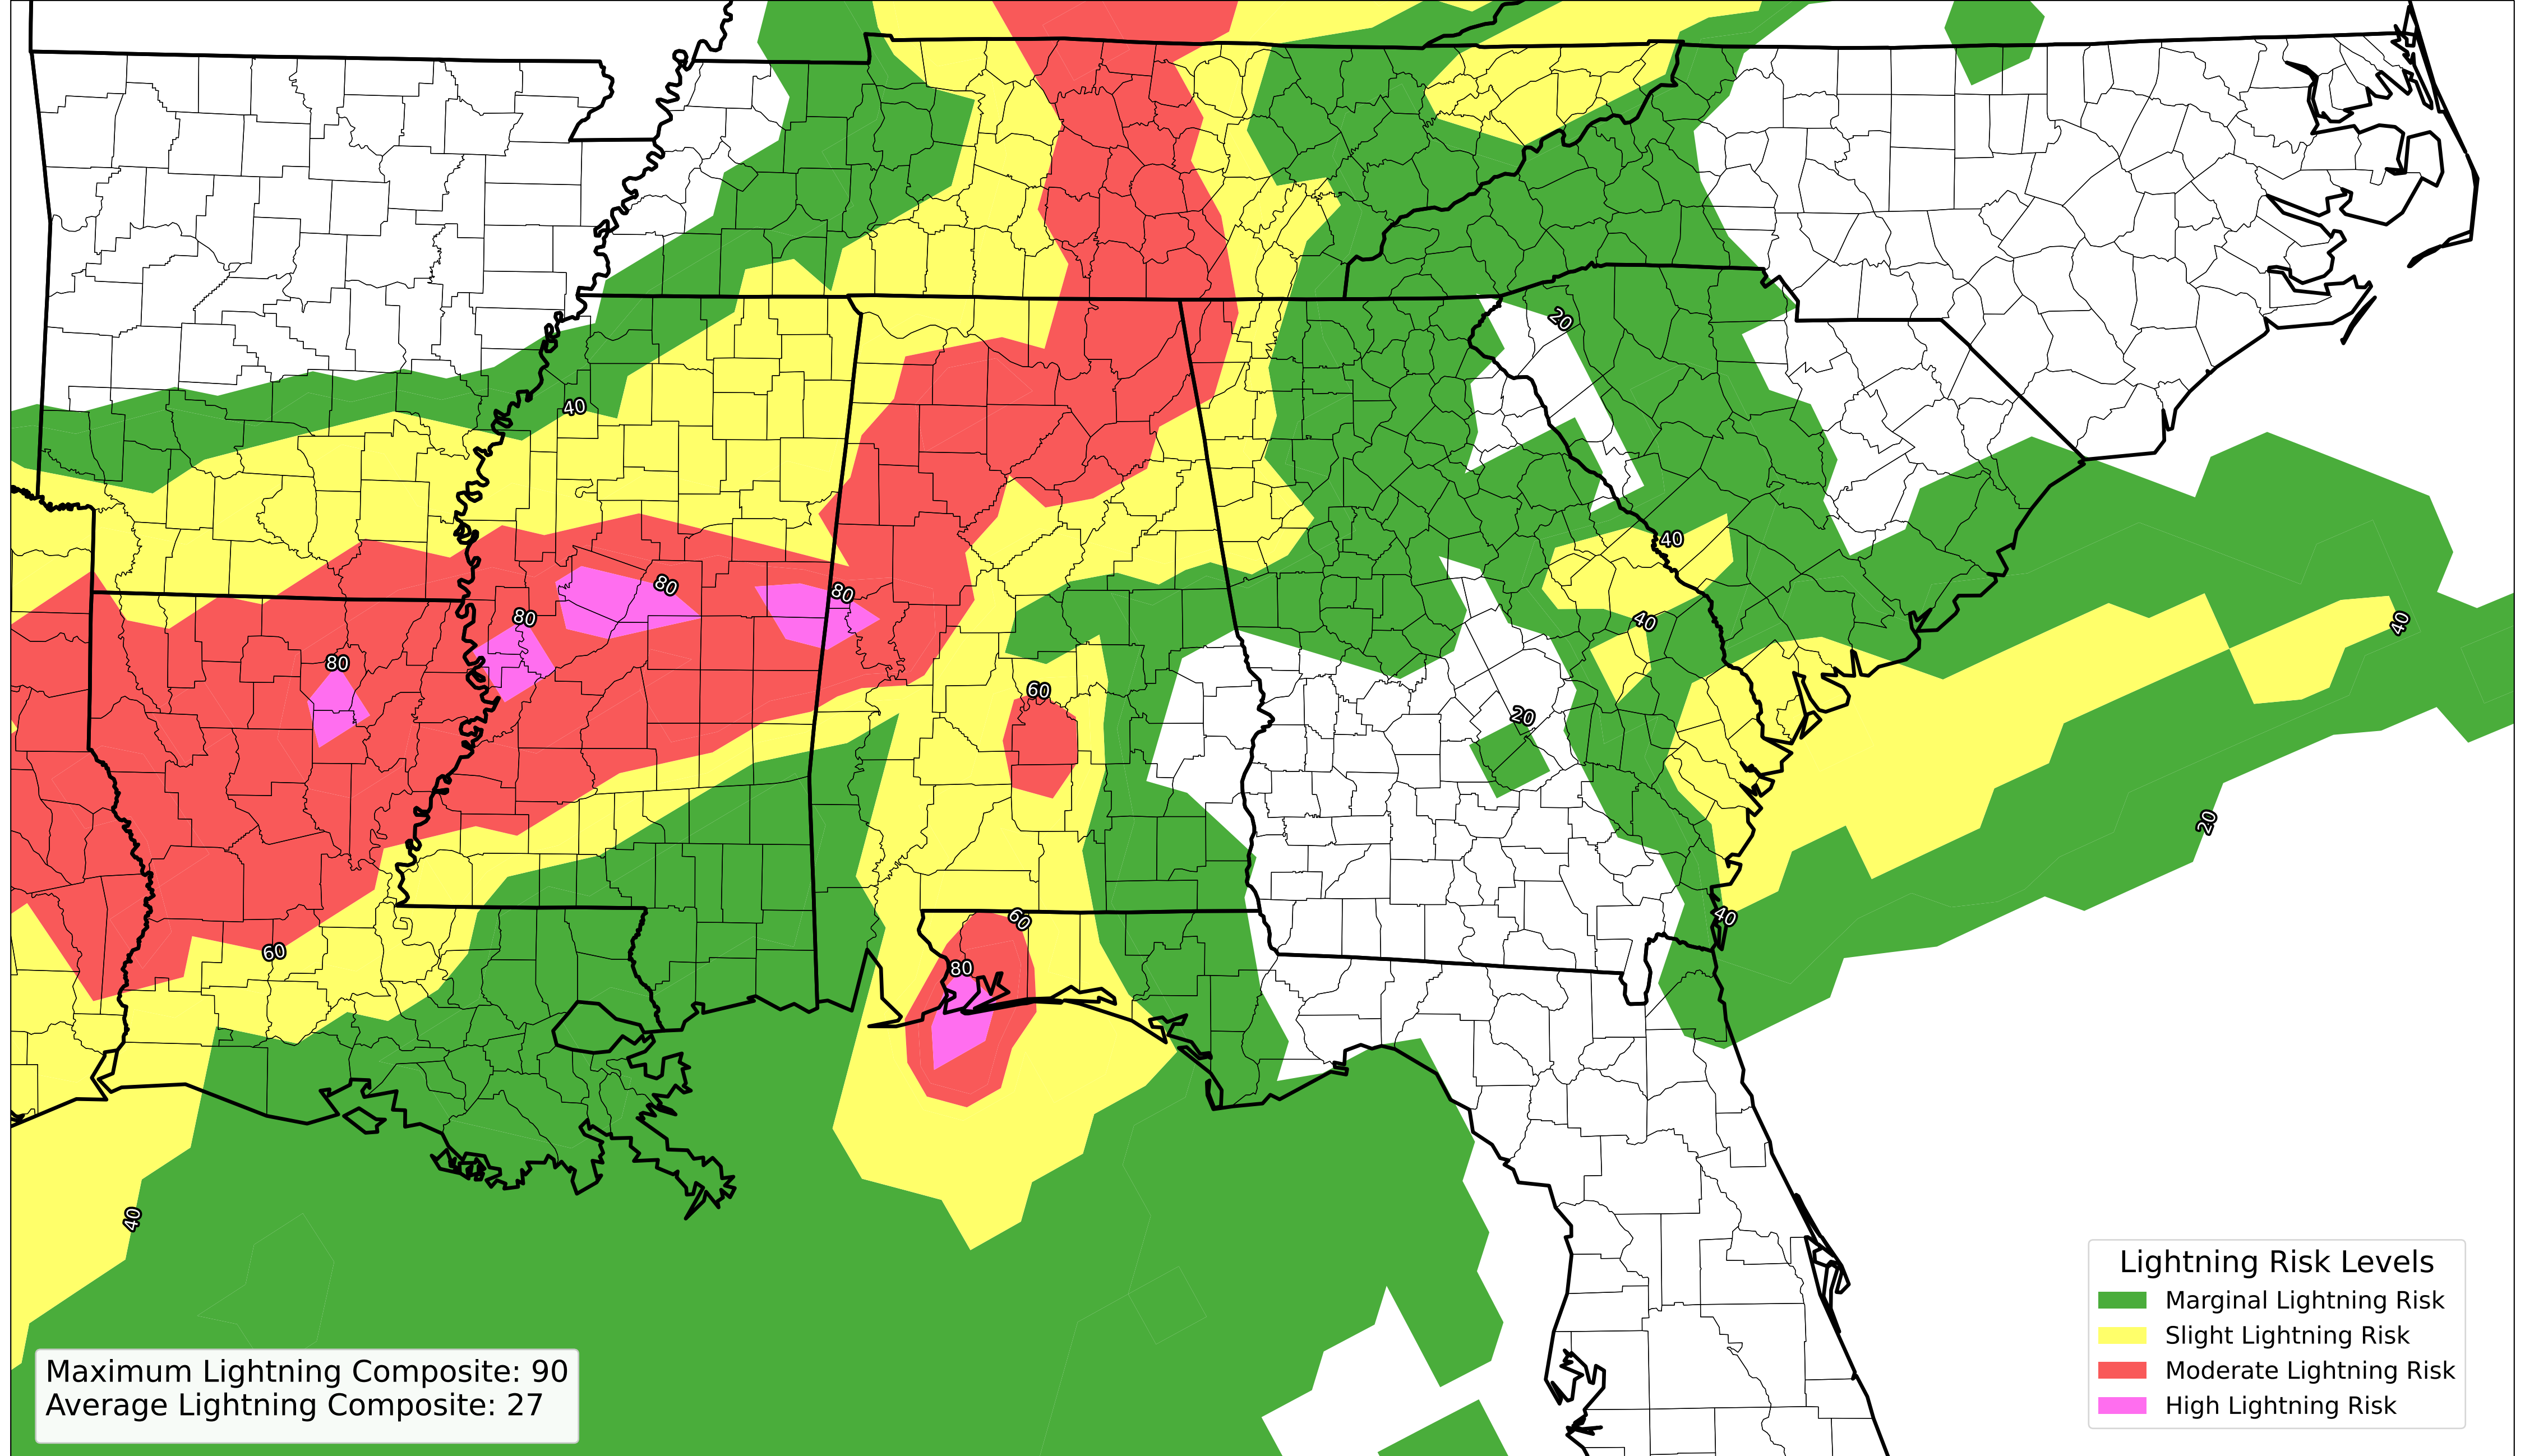 20
40
40
80
80
40
80
40
80
60
20
20
60
40
80
60
40
Lightning Risk Levels
Marginal Lightning Risk
Slight Lightning Risk
Moderate Lightning Risk
High Lightning Risk
Maximum Lightning Composite: 90
Average Lightning Composite: 27